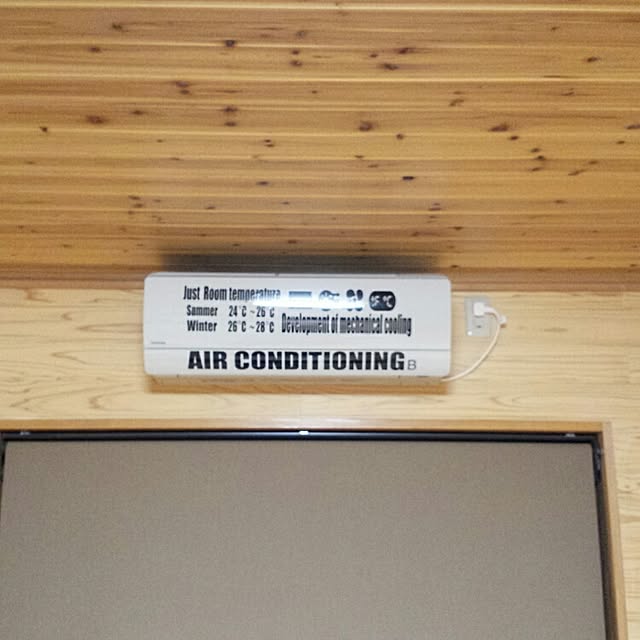 Just Room temperature
Summer 24°C ~ 26°C
Winter 26°C ~ 28°C
Development of mechanical cooling
AIR CONDITIONING B